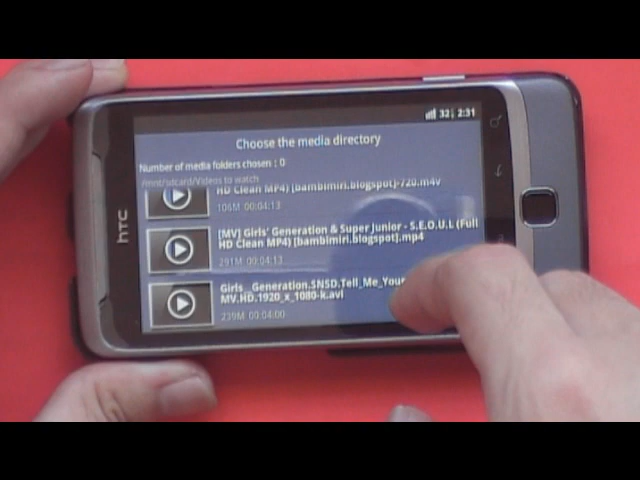 32 2:31
Choose the media directory
Number of media folders chosen : 0
/mnt/sdcard/Videos to watch
HD Clean MP4) [bambimiri.blogspot]-720.m4v
106M 00:04:13
[MV] Girls' Generation & Super Junior - S.E.O.U.L (Full
HD Clean MP4) [bambimiri.blogspot].mp4
291M 00:04:13
Girls__Generation.SNSD.Tell_Me_Your
MV.HD.1920_x_1080-k.avi
239M 00:04:00
hTC